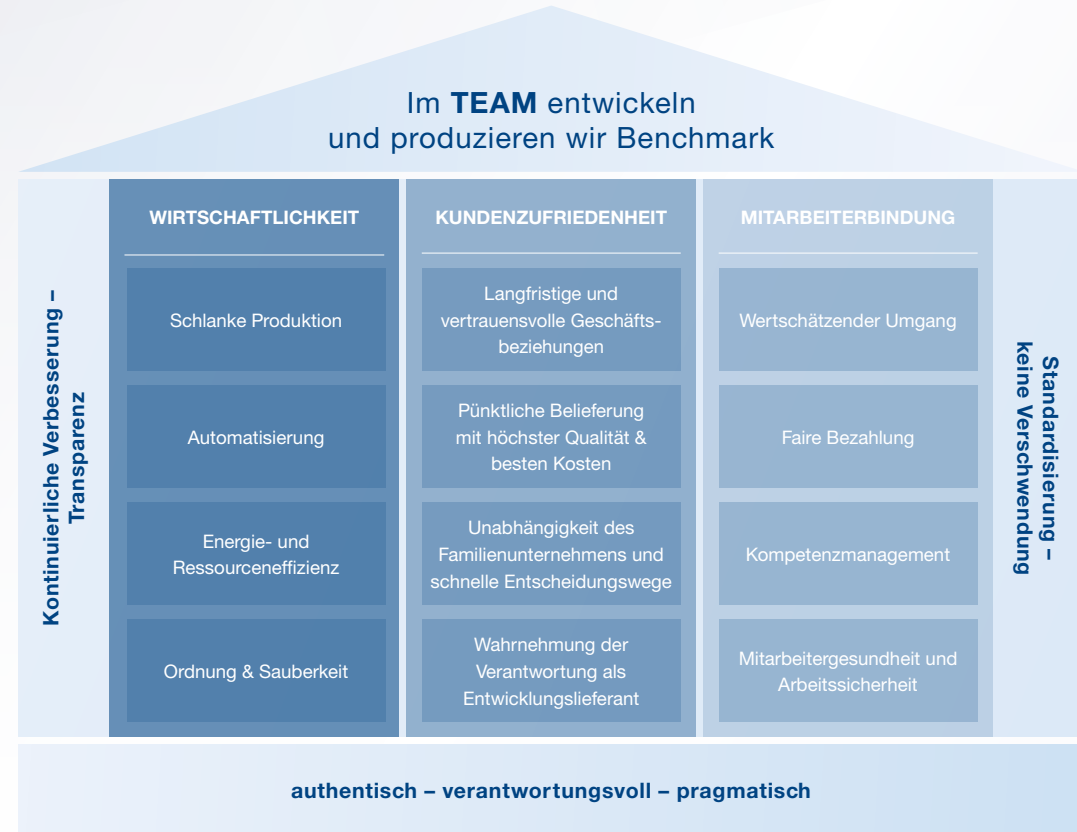 Im TEAM entwickeln
und produzieren wir Benchmark
Kontinuierliche Verbesserung –
Transparenz
WIRTSCHAFTLICHKEIT
Schlanke Produktion
Automatisierung
Energie- und
Ressourceneffizienz
Ordnung & Sauberkeit
KUNDENZUFRIEDENHEIT
Langfristige und
vertrauensvolle Geschäfts-
beziehungen
Pünktliche Belieferung
mit höchster Qualität &
besten Kosten
Unabhängigkeit des
Familienunternehmens und
schnelle Entscheidungswege
Wahrnehmung der
Verantwortung als
Entwicklungslieferant
MITARBEITERBINDUNG
Wertschätzender Umgang
Faire Bezahlung
Kompetenzmanagement
Mitarbeitergesundheit und
Arbeitssicherheit
Standardisierung –
keine Verschwendung
authentisch – verantwortungsvoll – pragmatisch